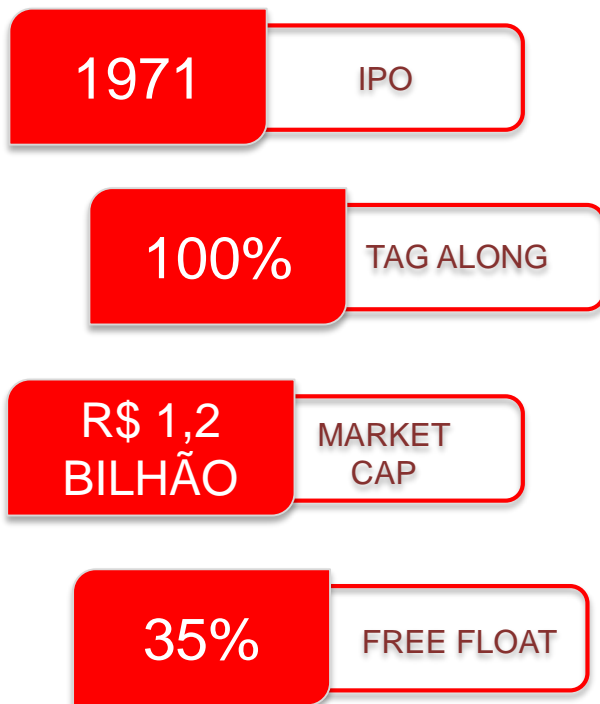 1971
IPO
100%
TAG ALONG
R$ 1,2
BILHÃO
MARKET
CAP
35%
FREE FLOAT